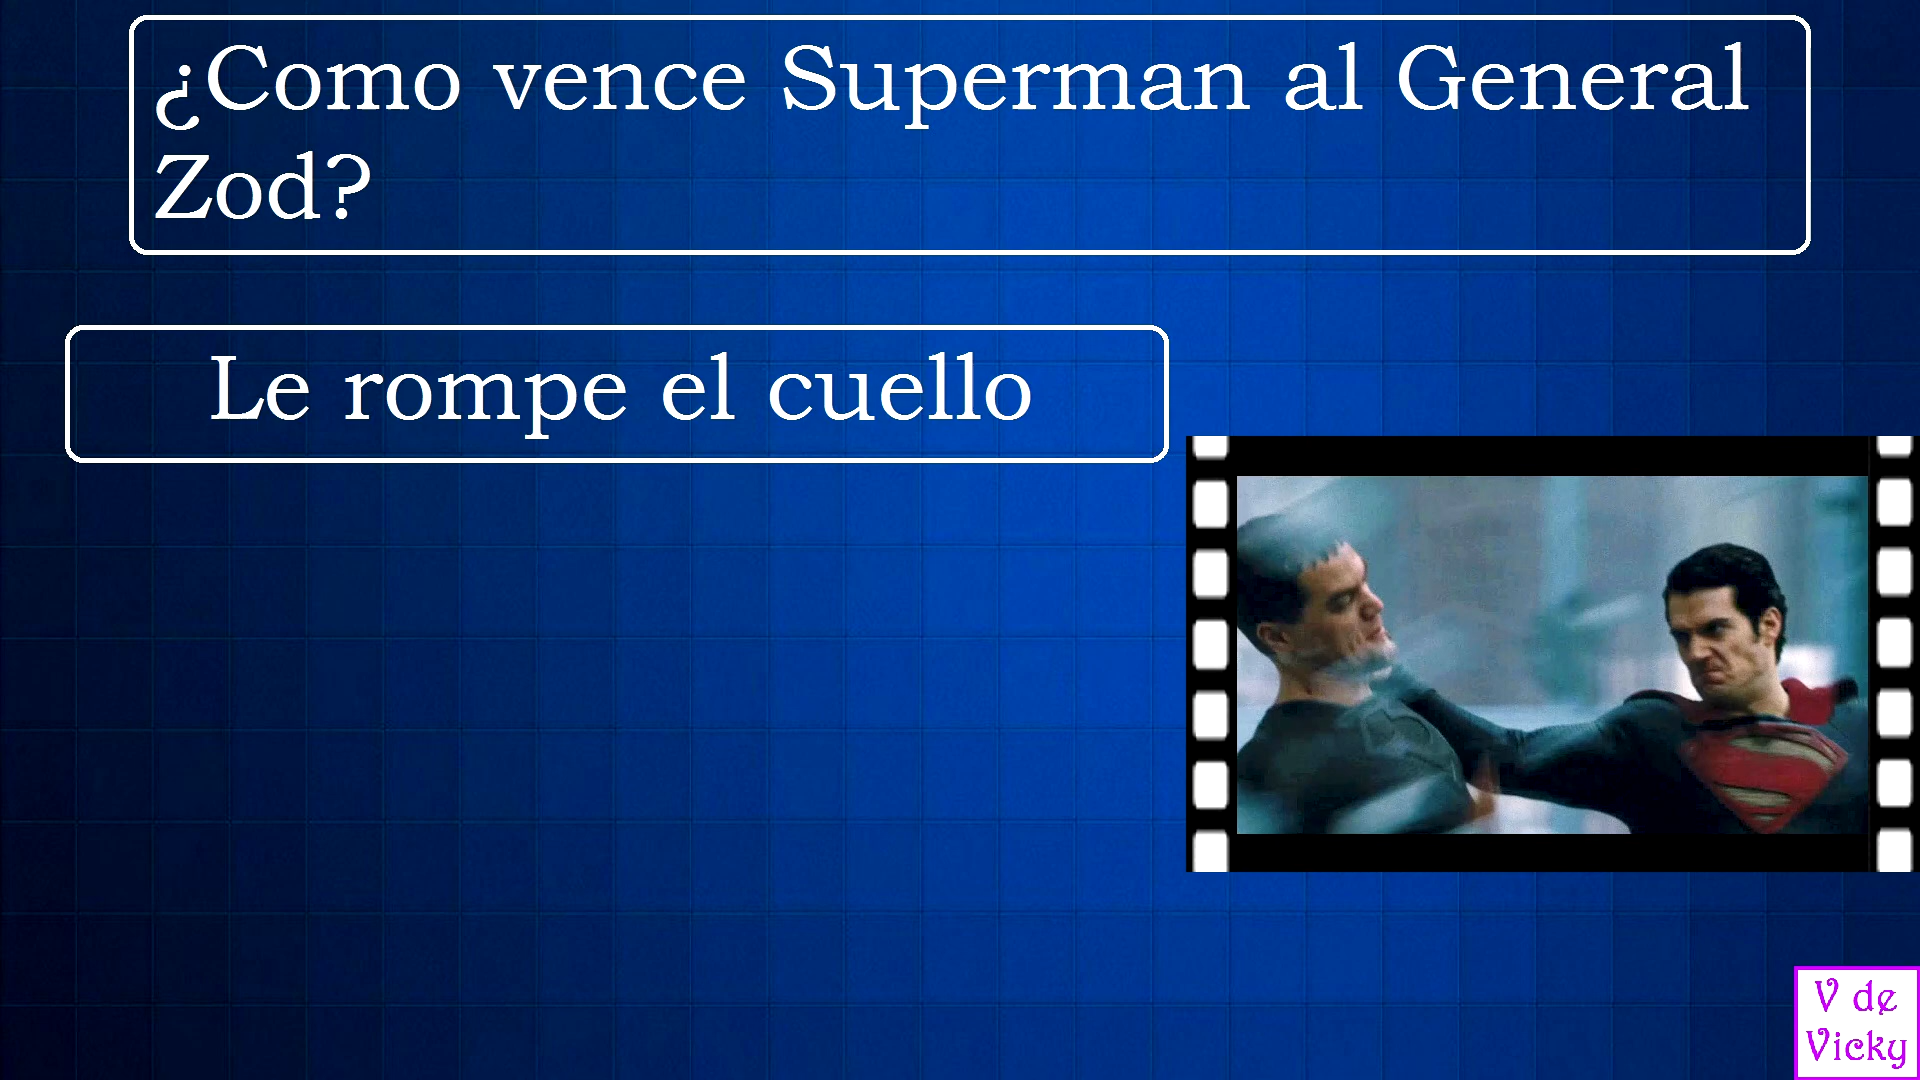 ¿Como vence Superman al General
Zod?
Le rompe el cuello
V de
Vicky